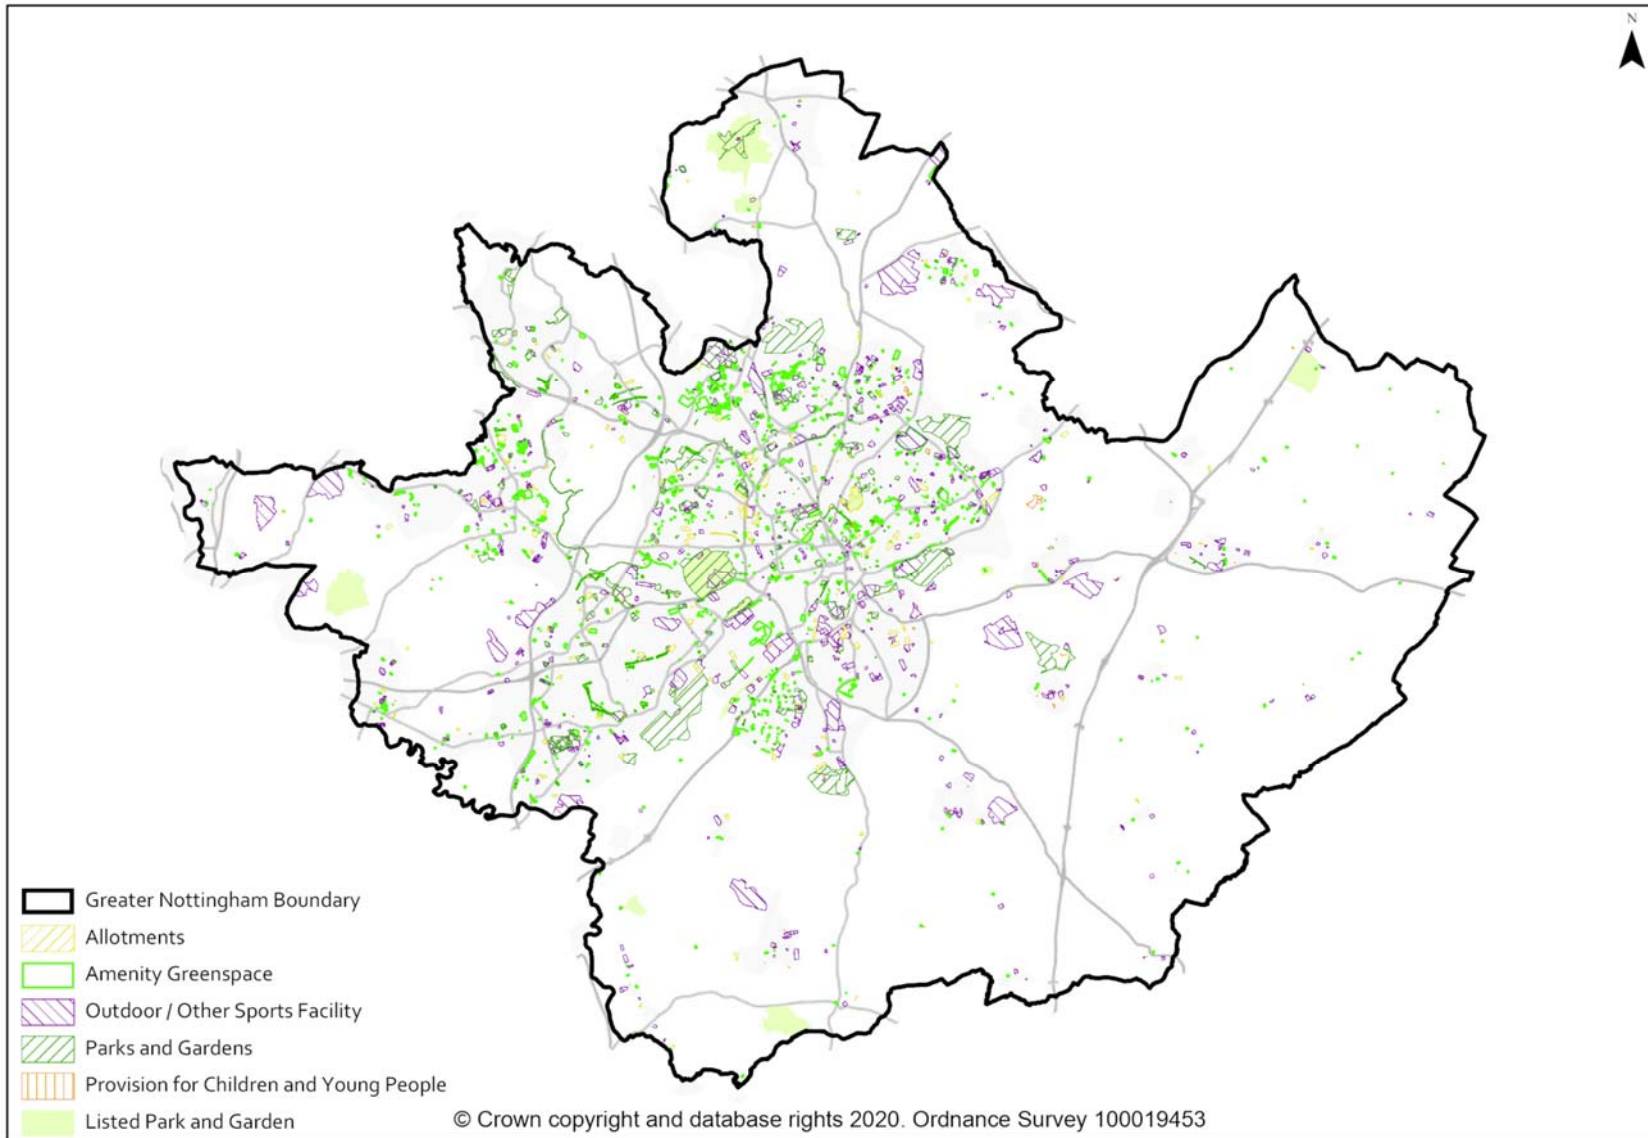 N
Greater Nottingham Boundary
Allotments
Amenity Greenspace
Outdoor / Other Sports Facility
Parks and Gardens
Provision for Children and Young People
Listed Park and Garden
© Crown copyright and database rights 2020. Ordnance Survey 100019453